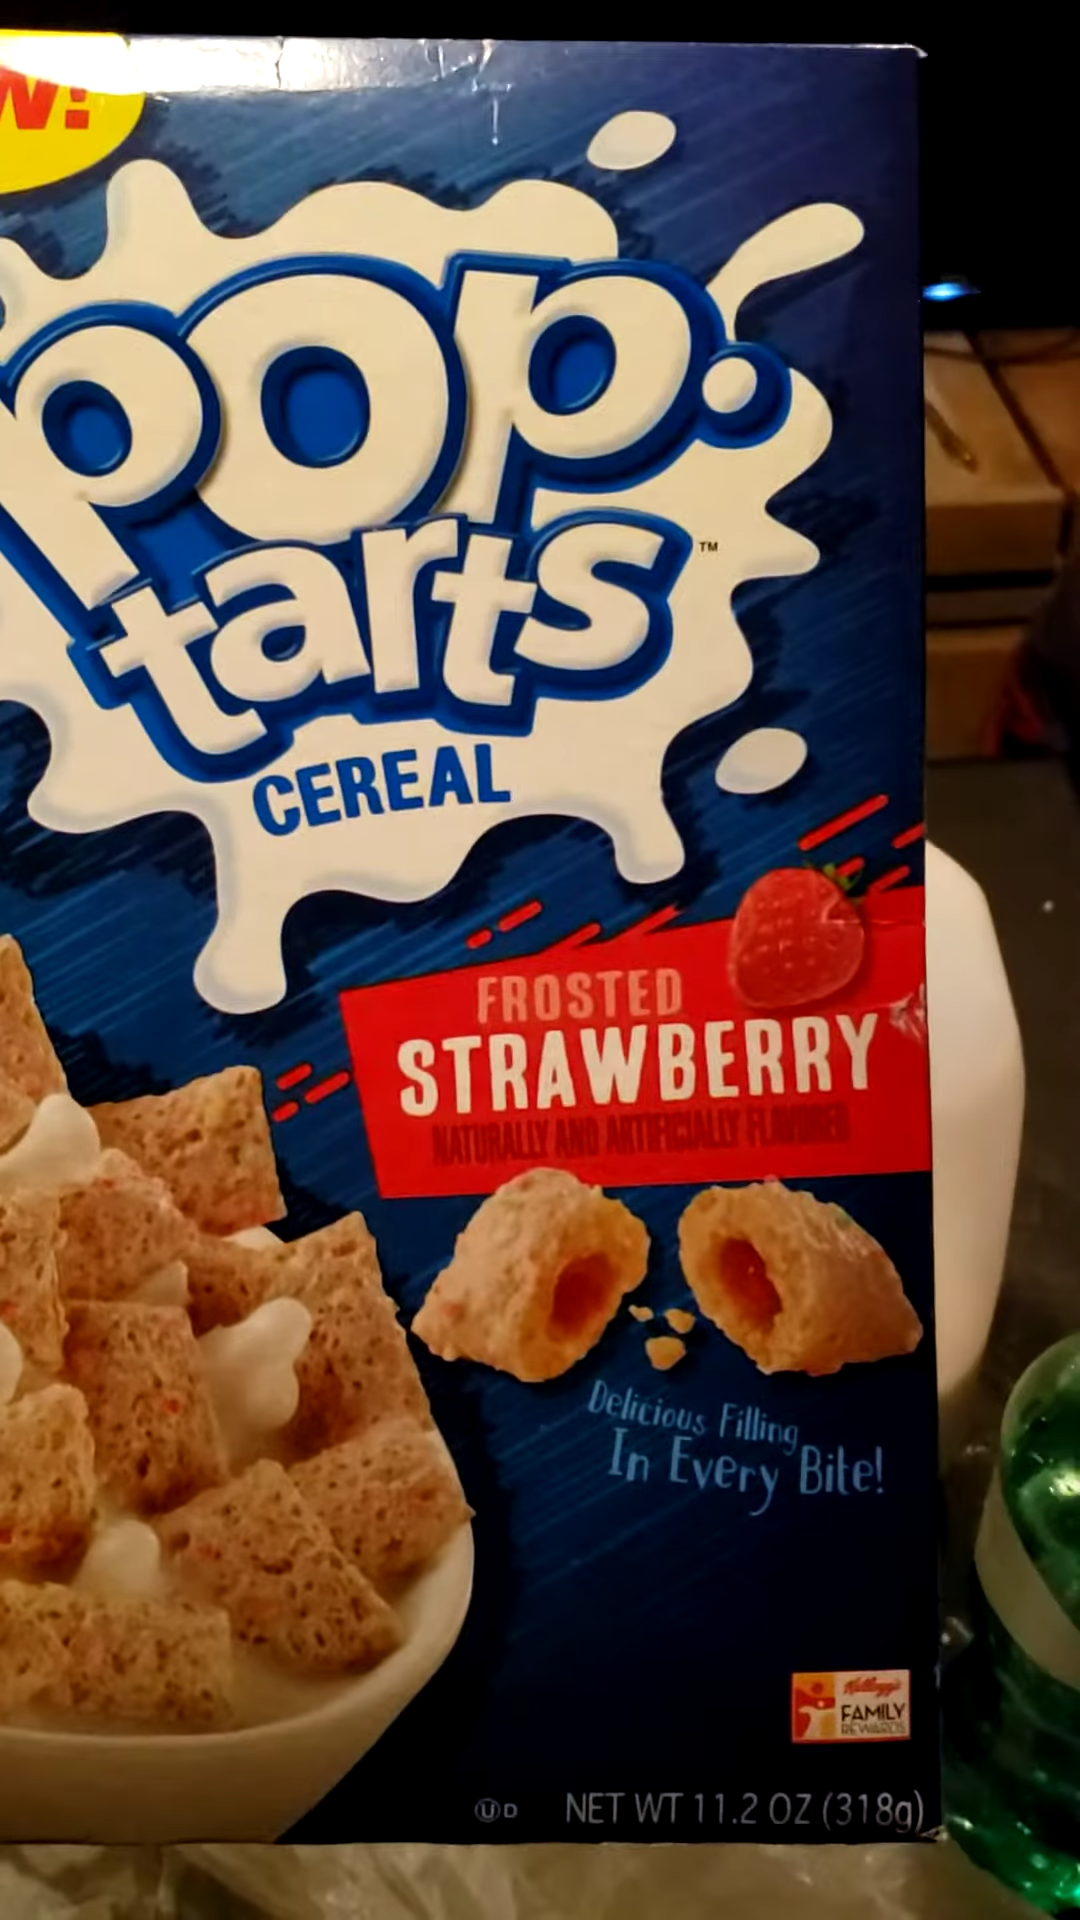 W!
pop.
tarts
™
CEREAL
FROSTED
STRAWBERRY
NATURALLY AND ARTIFICIALLY FLAVORED
Delicious Filling
In Every Bite!
Kellogg's
FAMILY
REWARDS
U D NET WT 11.2 OZ (318g)